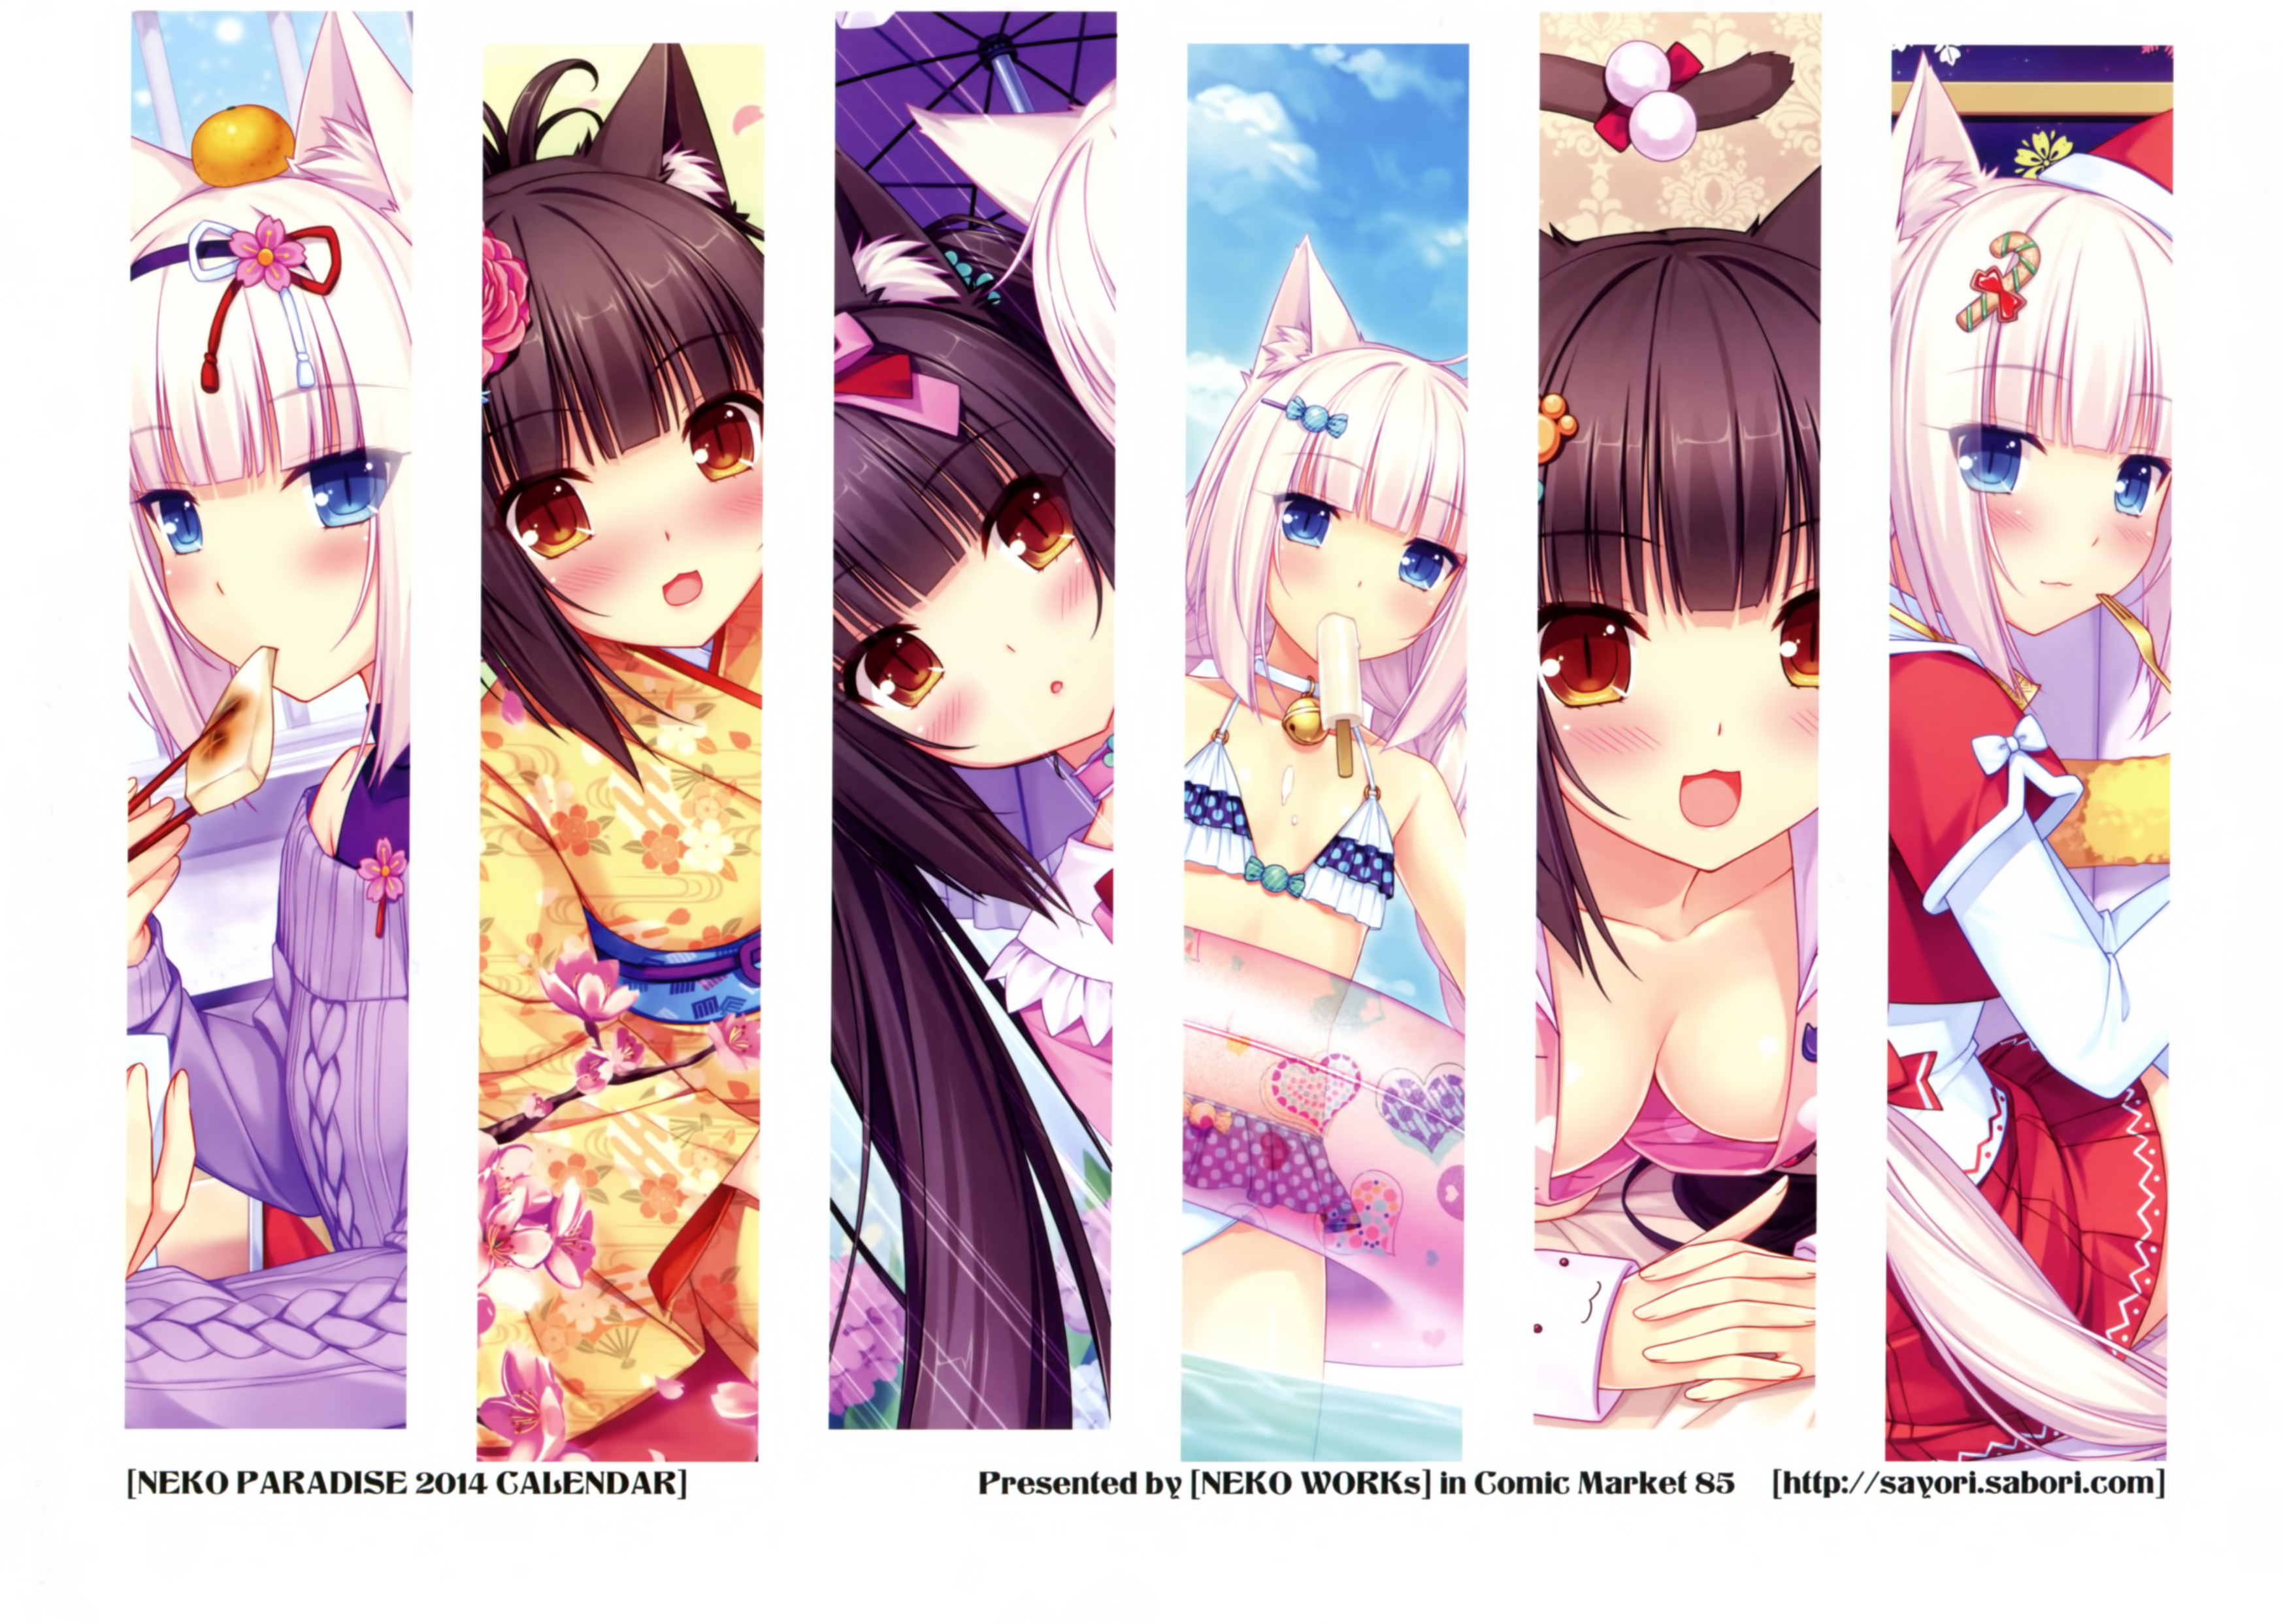 [NEKO PARADISE 2014 CALENDAR]
Presented by [NEKO WORKs] in Comic Market 85 [http://sayori.sabori.com]